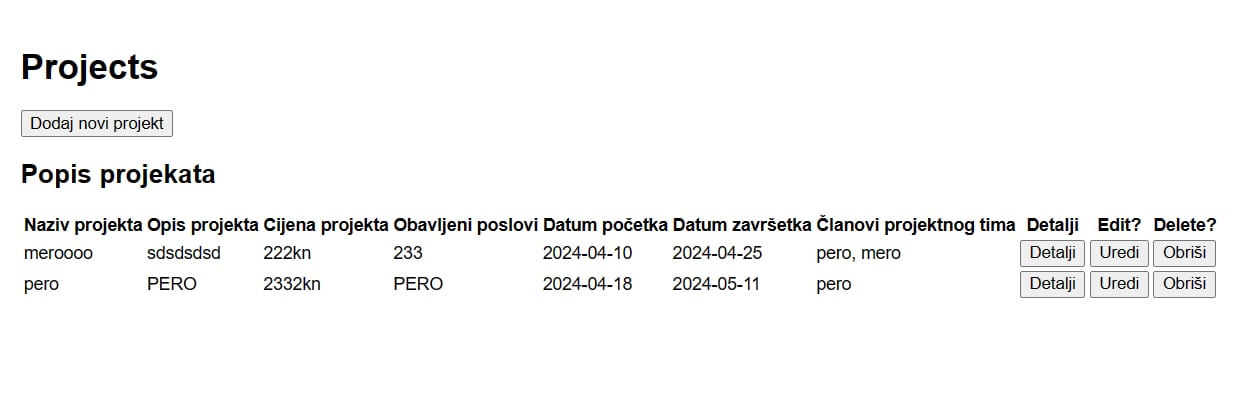 Projects
Dodaj novi projekt
Popis projekata
Naziv projekta Opis projekta Cijena projekta Obavljeni poslovi Datum početka Datum završetka Članovi projektnog tima Detalji Edit? Delete?
meroooo sdsdsdsd 222kn 233 2024-04-10 2024-04-25 pero, mero Detalji Uredi Obriši
pero PERO 2332kn PERO 2024-04-18 2024-05-11 pero Detalji Uredi Obriši